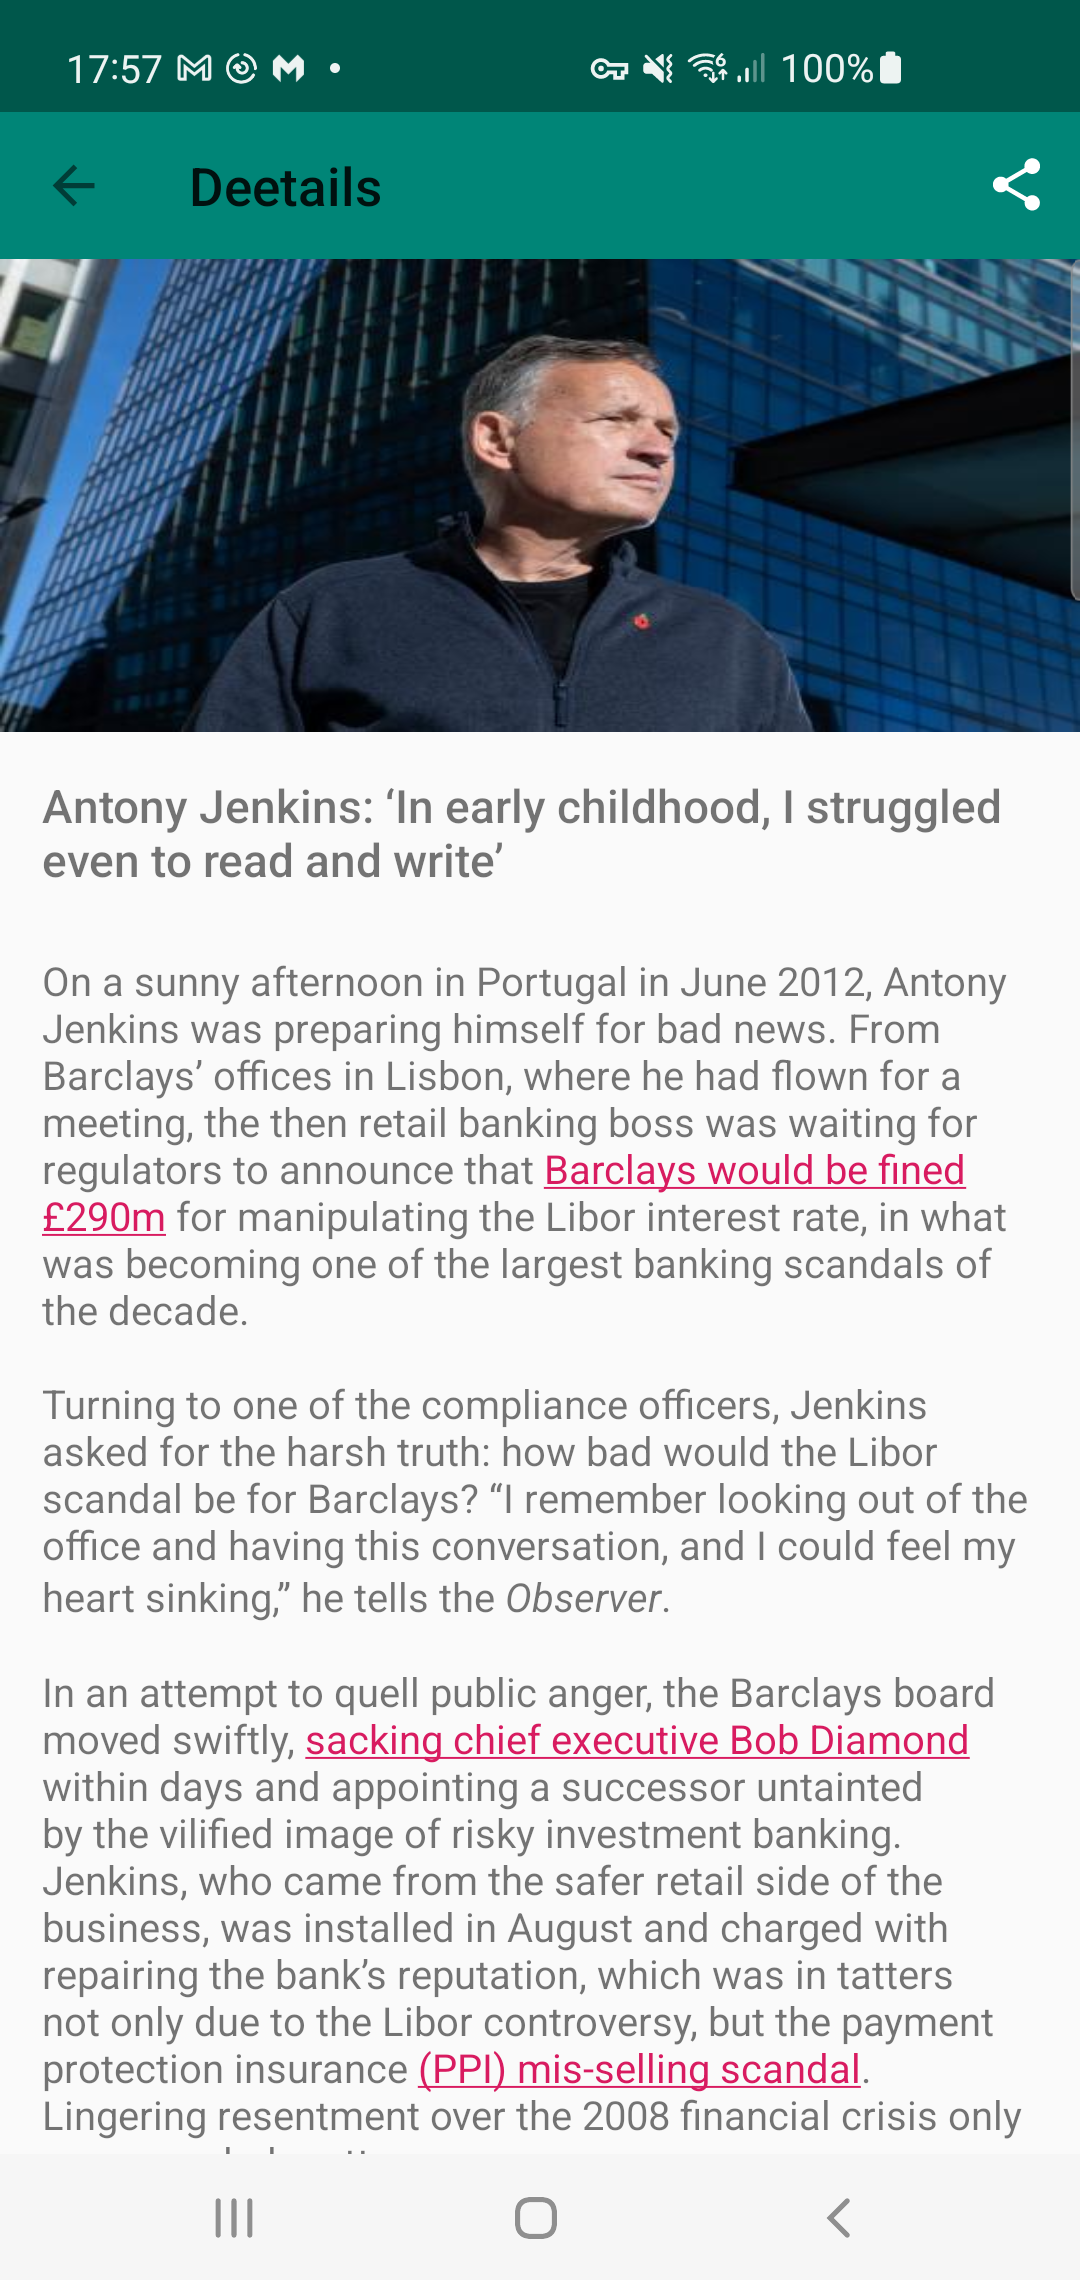 17:57
100%
Deetails
Antony Jenkins: ‘In early childhood, I struggled
even to read and write’
On a sunny afternoon in Portugal in June 2012, Antony
Jenkins was preparing himself for bad news. From
Barclays’ offices in Lisbon, where he had flown for a
meeting, the then retail banking boss was waiting for
regulators to announce that Barclays would be fined
£290m for manipulating the Libor interest rate, in what
was becoming one of the largest banking scandals of
the decade.
Turning to one of the compliance officers, Jenkins
asked for the harsh truth: how bad would the Libor
scandal be for Barclays? “I remember looking out of the
office and having this conversation, and I could feel my
heart sinking,” he tells the Observer.
In an attempt to quell public anger, the Barclays board
moved swiftly, sacking chief executive Bob Diamond
within days and appointing a successor untainted
by the vilified image of risky investment banking.
Jenkins, who came from the safer retail side of the
business, was installed in August and charged with
repairing the bank’s reputation, which was in tatters
not only due to the Libor controversy, but the payment
protection insurance (PPI) mis-selling scandal.
Lingering resentment over the 2008 financial crisis only